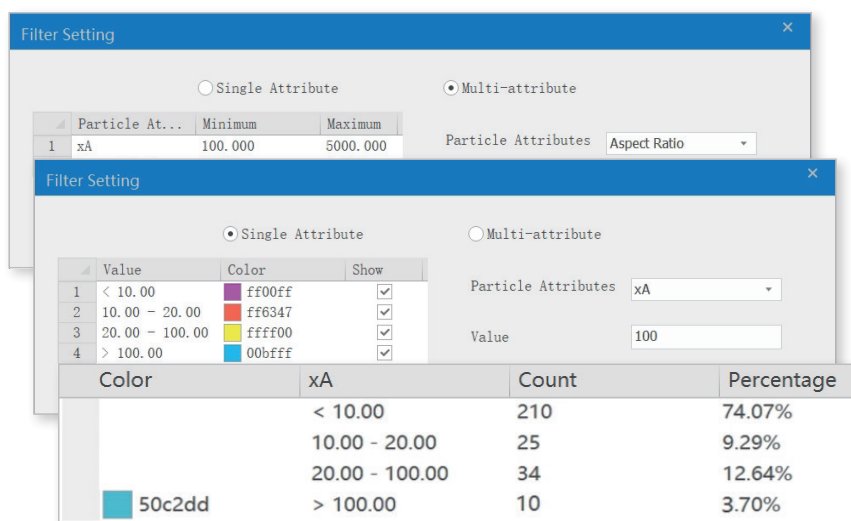 Filter Setting ×
Single Attribute Multi-attribute
Particle At... Minimum Maximum
1 xA 100.000 5000.000
Particle Attributes Aspect Ratio
Filter Setting ×
Single Attribute Multi-attribute
Value Color Show
1 < 10.00 ff00ff
2 10.00 - 20.00 ff6347
3 20.00 - 100.00 ffff00
4 > 100.00 00bfff
Particle Attributes xA
Value 100
Color xA Count Percentage
< 10.00 210 74.07%
10.00 - 20.00 25 9.29%
20.00 - 100.00 34 12.64%
50c2dd > 100.00 10 3.70%